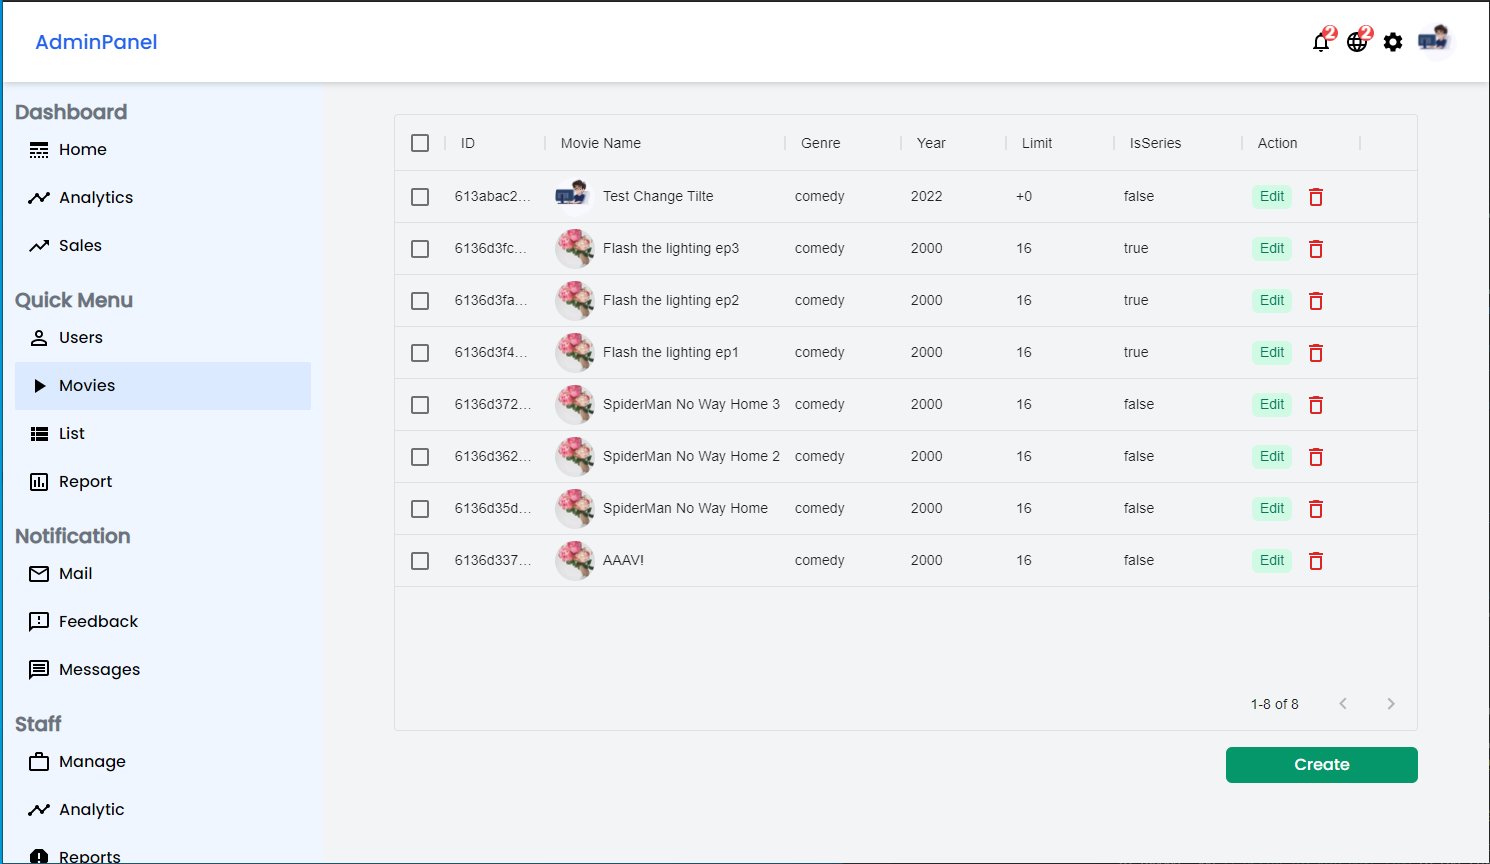 AdminPanel
2
2
Dashboard
Home
Analytics
Sales
Quick Menu
Users
Movies
List
Report
Notification
Mail
Feedback
Messages
Staff
Manage
Analytic
Reports
ID Movie Name Genre Year Limit IsSeries Action
613abac2... Test Change Tilte comedy 2022 +0 false Edit
6136d3fc... Flash the lighting ep3 comedy 2000 16 true Edit
6136d3fa... Flash the lighting ep2 comedy 2000 16 true Edit
6136d3f4... Flash the lighting ep1 comedy 2000 16 true Edit
6136d372... SpiderMan No Way Home 3 comedy 2000 16 false Edit
6136d362... SpiderMan No Way Home 2 comedy 2000 16 false Edit
6136d35d... SpiderMan No Way Home comedy 2000 16 false Edit
6136d337... AAAV! comedy 2000 16 false Edit
1-8 of 8
Create